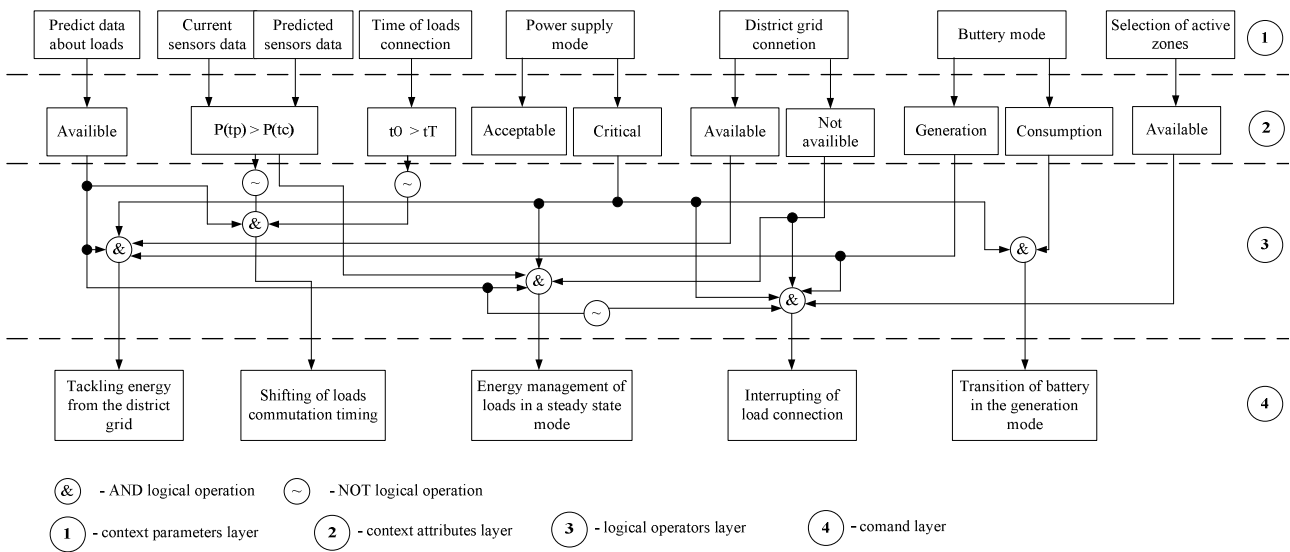 Predict data
about loads
Current
sensors data
Predicted
sensors data
Time of loads
connection
Power supply
mode
District grid
connetion
Buttery mode
Selection of active
zones
1
Availible
P(tp) > P(tc)
t0 > tT
Acceptable
Critical
Available
Not
availible
Generation
Consumption
Available
2
~
~
&
&
&
&
&
~
3
Tackling energy
from the district
grid
Shifting of loads
commutation timing
Energy management of
loads in a steady state
mode
Interrupting of
load connection
Transition of battery
in the generation
mode
4
& - AND logical operation
~ - NOT logical operation
1 - context parameters layer
2 - context attributes layer
3 - logical operators layer
4 - comand layer